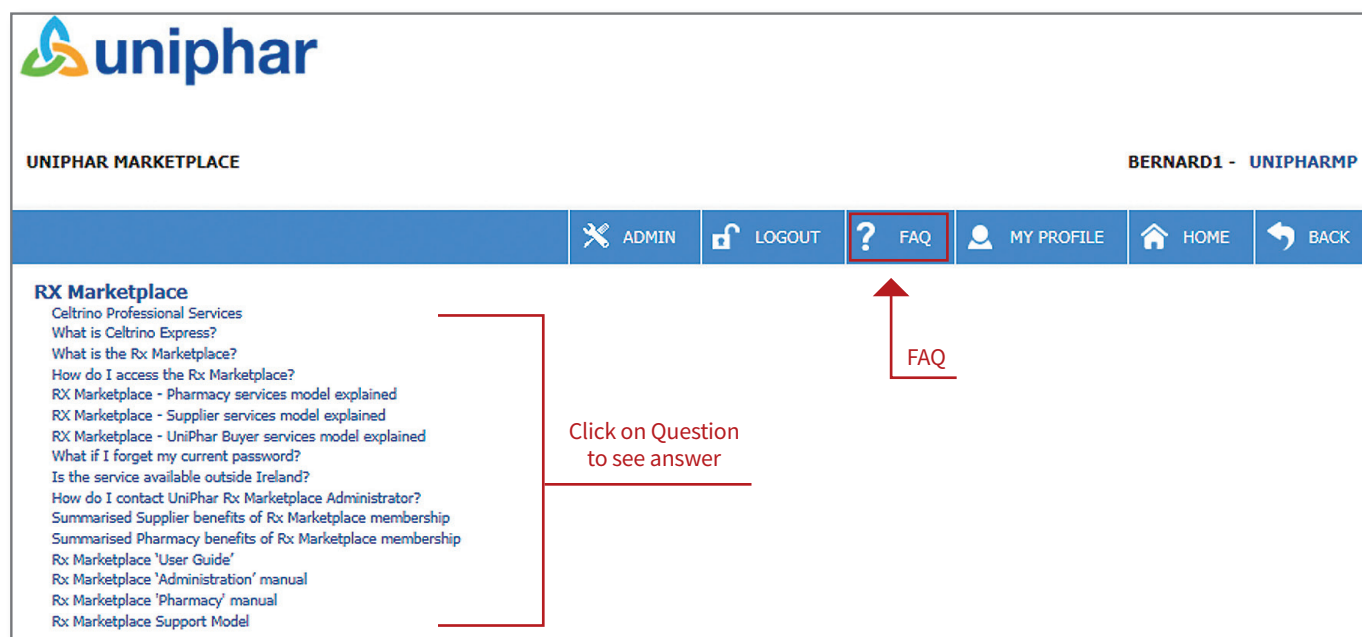 uniphar
UNIPHAR MARKETPLACE
BERNARD1 - UNIPHARMP
ADMIN
LOGOUT
? FAQ
MY PROFILE
HOME
BACK
RX Marketplace
Celtrino Professional Services
What is Celtrino Express?
What is the Rx Marketplace?
How do I access the Rx Marketplace?
RX Marketplace - Pharmacy services model explained
RX Marketplace - Supplier services model explained
RX Marketplace - UniPhar Buyer services model explained
What if I forget my current password?
Is the service available outside Ireland?
How do I contact UniPhar Rx Marketplace Administrator?
Summarised Supplier benefits of Rx Marketplace membership
Summarised Pharmacy benefits of Rx Marketplace membership
Rx Marketplace 'User Guide'
Rx Marketplace 'Administration' manual
Rx Marketplace 'Pharmacy' manual
Rx Marketplace Support Model
Click on Question
to see answer
FAQ